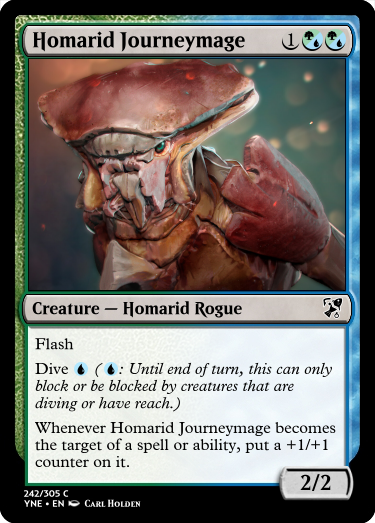 Homarid Journeymage 1
Creature — Homarid Rogue
Flash
Dive (: Until end of turn, this can only
block or be blocked by creatures that are
diving or have reach.)
Whenever Homarid Journeymage becomes
the target of a spell or ability, put a +1/+1
counter on it.
2/2
242/305 C
YNE • EN Carl Holden